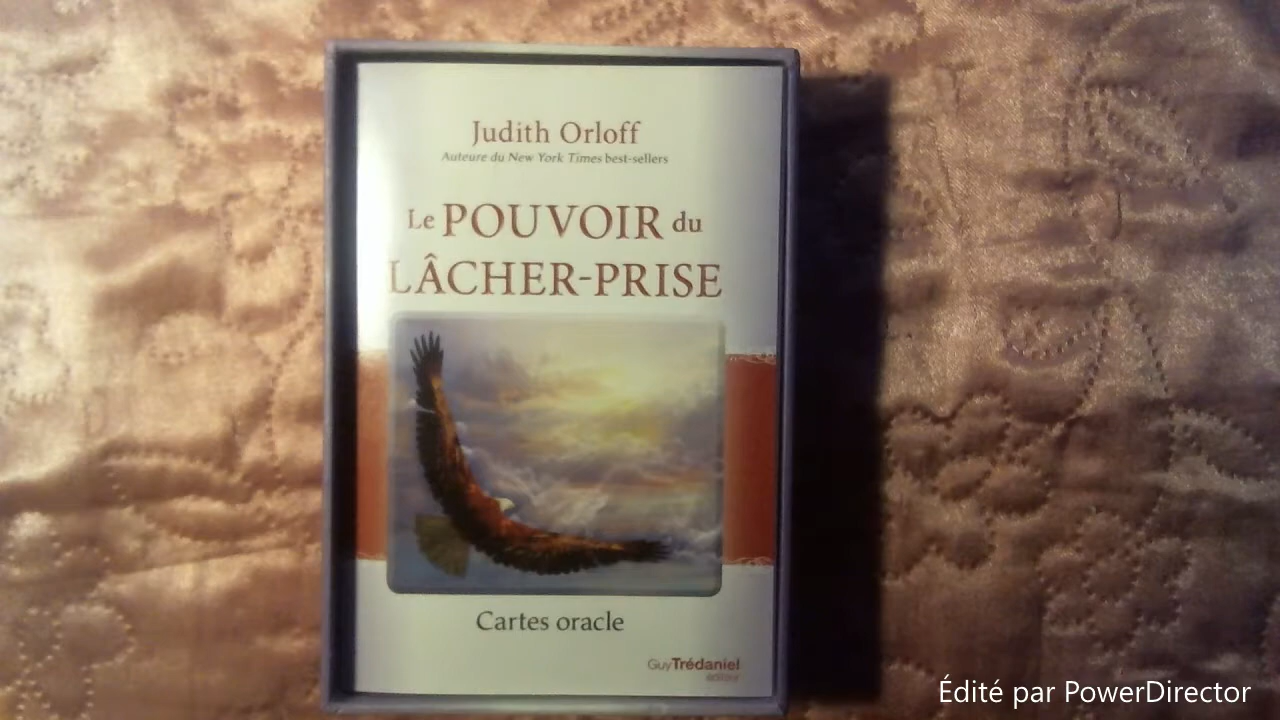 Judith Orloff
Auteure du New York Times best-sellers
Le POUVOIR du
LÂCHER-PRISE
Cartes oracle
Guy Trédaniel
éditeur
Édité par PowerDirector